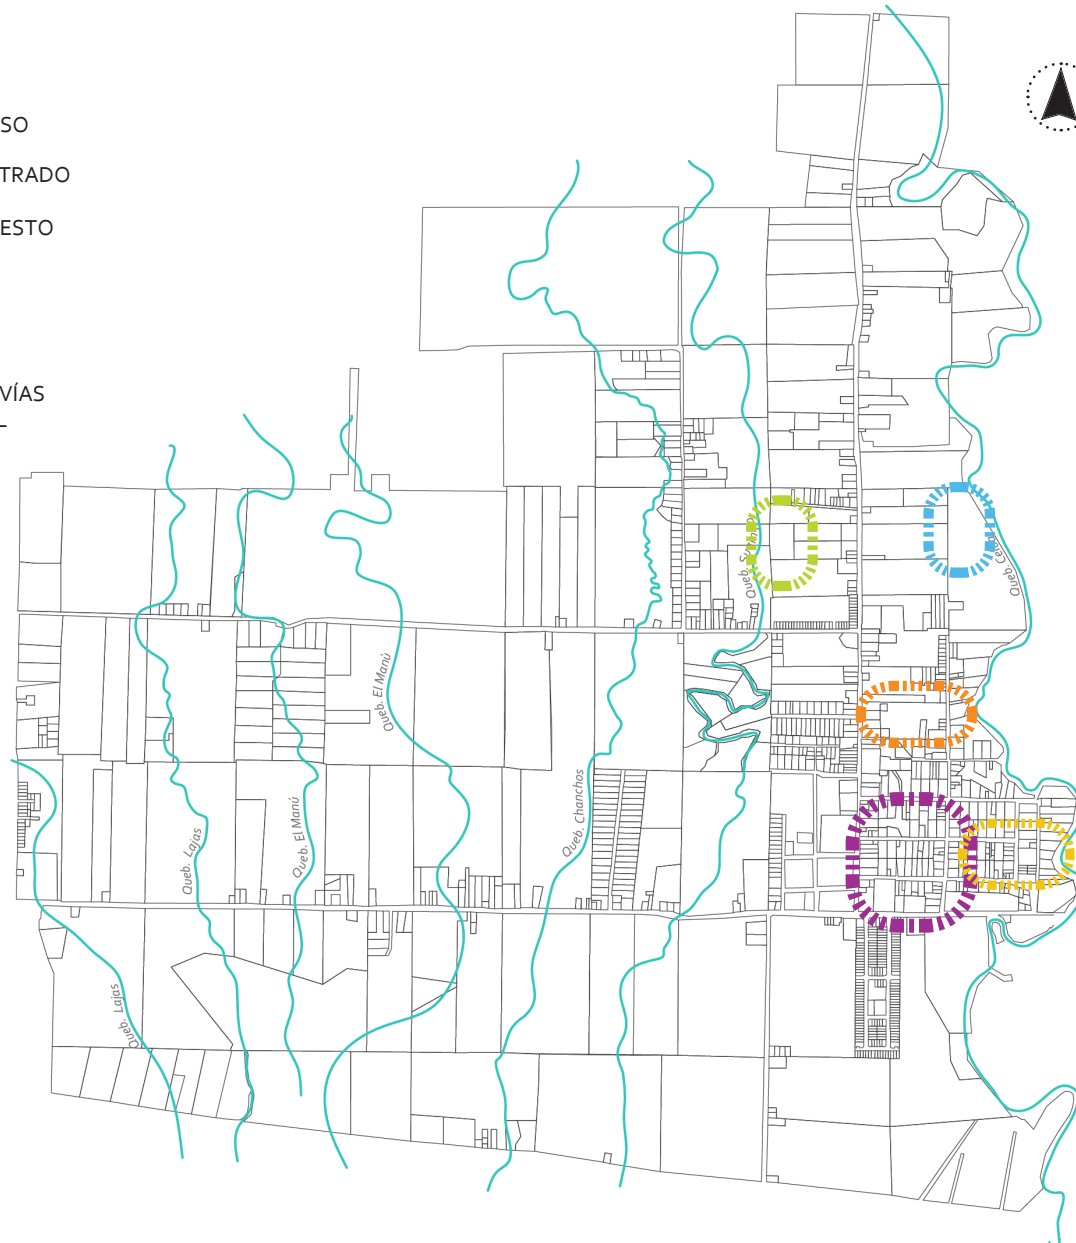 SO
TRADO
ESTO
VÍAS
Queb. El Manú
Queb. Chanchos
Queb. Lajas
Queb. El Manú
Queb. Lajas